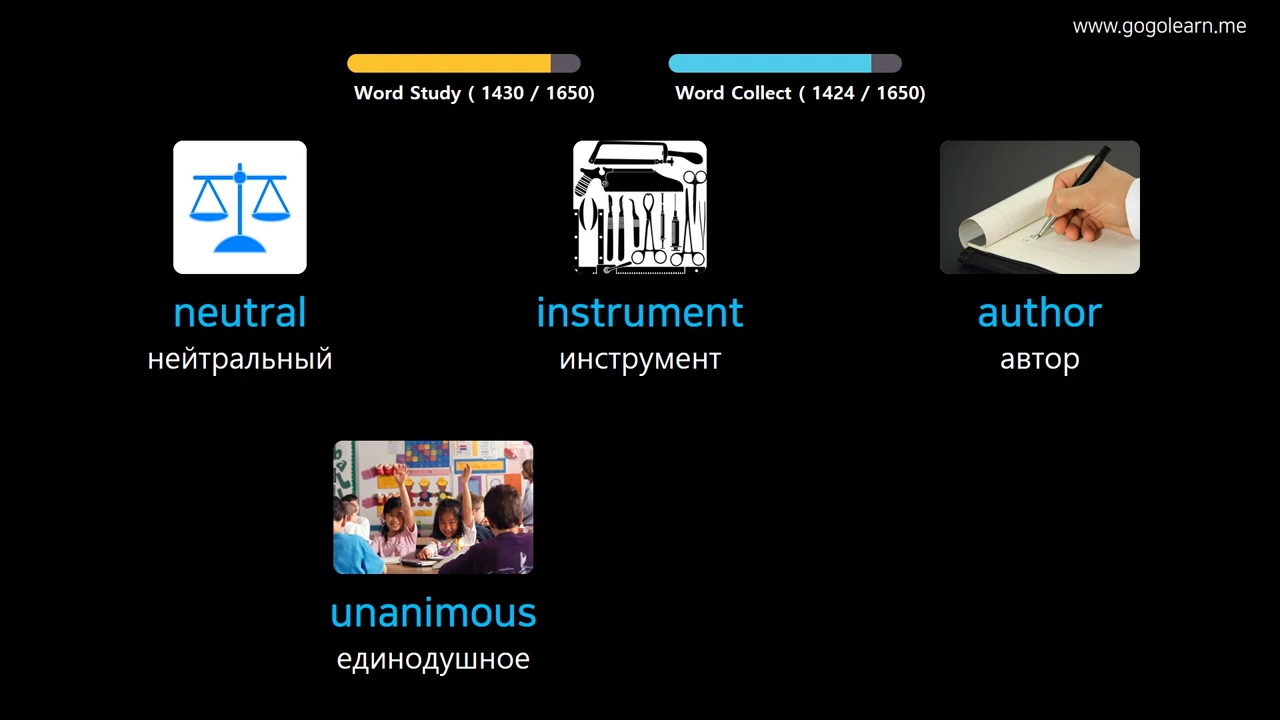 www.gogolearn.me
Word Study ( 1430 / 1650)
Word Collect ( 1424 / 1650)
neutral
нейтральный
instrument
инструмент
author
автор
unanimous
единодушное